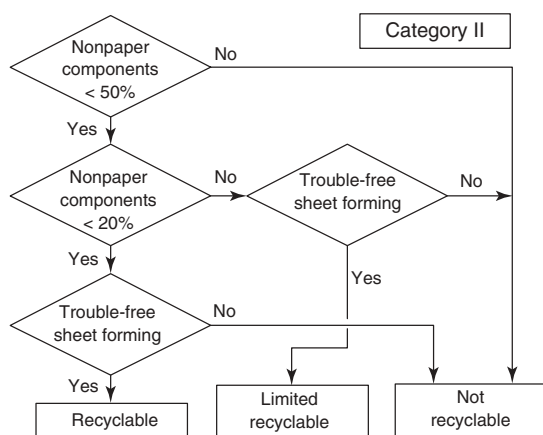 Category II
Nonpaper
components
< 50%
No
Yes
Nonpaper
components
< 20%
No
Trouble-free
sheet forming
No
Yes
Yes
Trouble-free
sheet forming
No
Yes
Recyclable
Limited
recyclable
Not
recyclable